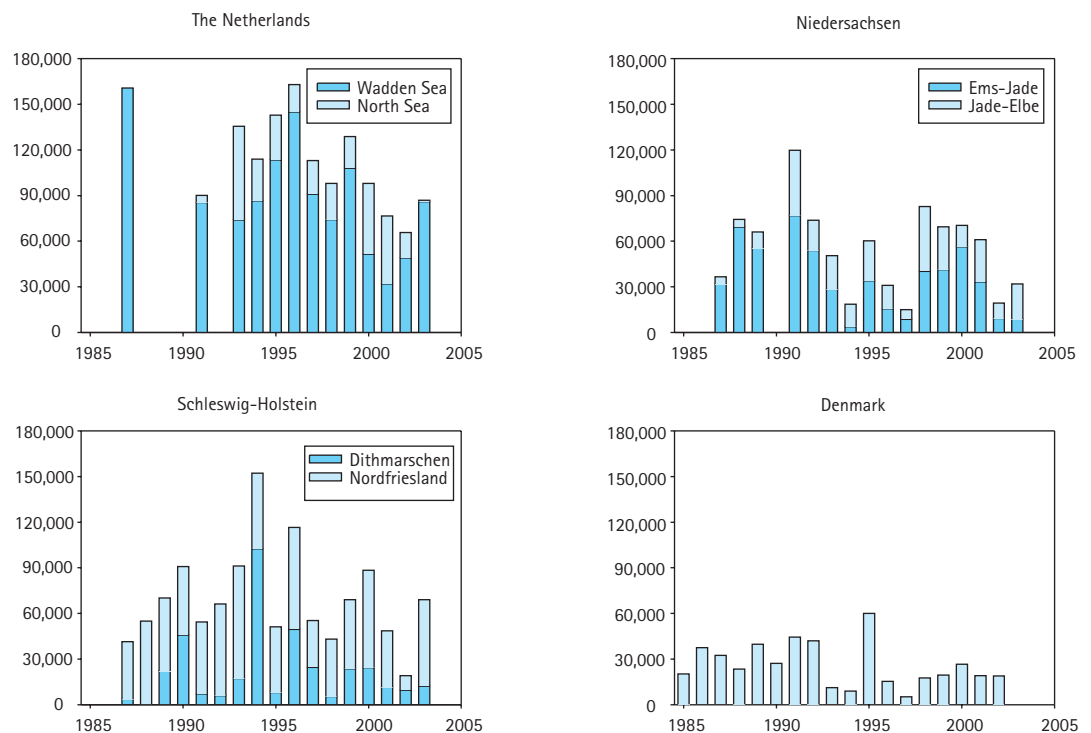 The Netherlands
180,000
150,000
120,000
90,000
60,000
30,000
0
1985 1990 1995 2000 2005
Wadden Sea
North Sea
Niedersachsen
180,000
150,000
120,000
90,000
60,000
30,000
0
1985 1990 1995 2000 2005
Ems-Jade
Jade-Elbe
Schleswig-Holstein
180,000
150,000
120,000
90,000
60,000
30,000
0
1985 1990 1995 2000 2005
Dithmarschen
Nordfriesland
Denmark
180,000
150,000
120,000
90,000
60,000
30,000
0
1985 1990 1995 2000 2005